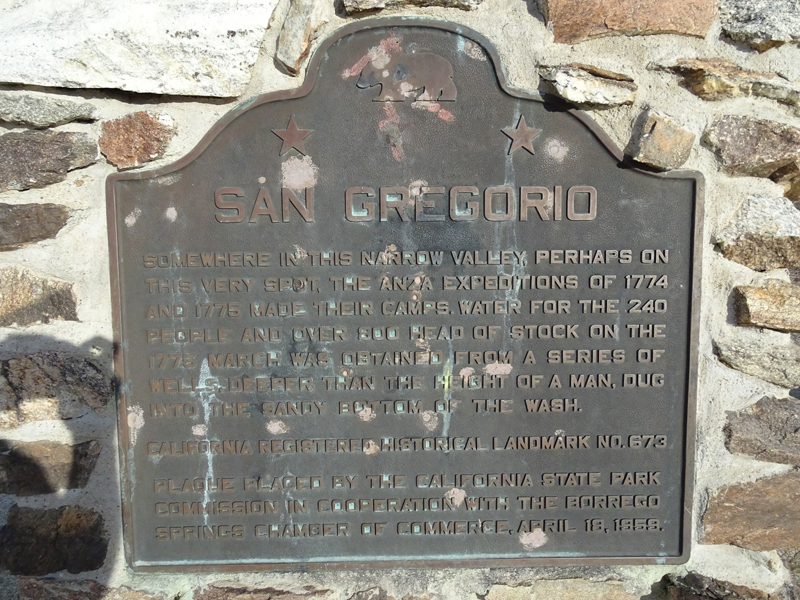 SAN GREGORIO
SOMEWHERE IN THIS NARROW VALLEY, PERHAPS ON
THIS VERY SPOT, THE ANZA EXPEDITIONS OF 1774
AND 1775 MADE THEIR CAMPS. WATER FOR THE 240
PEOPLE AND OVER 800 HEAD OF STOCK ON THE
1775 MARCH WAS OBTAINED FROM A SERIES OF
WELLS, DEEPER THAN THE HEIGHT OF A MAN, DUG
INTO THE SANDY BOTTOM OF THE WASH.
CALIFORNIA REGISTERED HISTORICAL LANDMARK NO. 673
PLAQUE PLACED BY THE CALIFORNIA STATE PARK
COMMISSION IN COOPERATION WITH THE BORREGO
SPRINGS CHAMBER OF COMMERCE, APRIL 18, 1959.